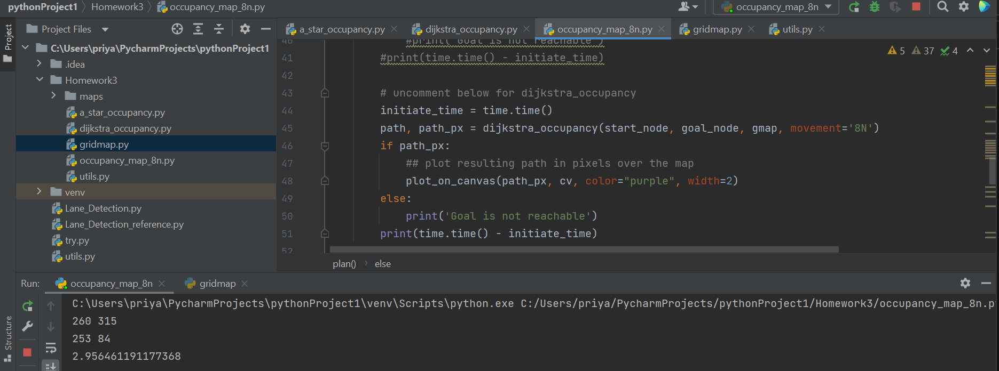 pythonProject1 Homework3 occupancy_map_8n.py
occupancy_map_8n
Project
Project Files
C:\Users\priya\PycharmProjects\pythonProject1
.idea
Homework3
maps
a_star_occupancy.py
dijkstra_occupancy.py
gridmap.py
occupancy_map_8n.py
utils.py
venv
Lane_Detection.py
Lane_Detection_reference.py
try.py
utils.py
a_star_occupancy.py dijkstra_occupancy.py occupancy_map_8n.py gridmap.py utils.py
5 37 4
40 #print('Goal is not reachable')
41 #print(time.time() - initiate_time)
42
43 # uncomment below for dijkstra_occupancy
44 initiate_time = time.time()
45 path, path_px = dijkstra_occupancy(start_node, goal_node, gmap, movement='8N')
46 if path_px:
47 ## plot resulting path in pixels over the map
48 plot_on_canvas(path_px, cv, color="purple", width=2)
49 else:
50 print('Goal is not reachable')
51 print(time.time() - initiate_time)
52
plan() else
Run: occupancy_map_8n gridmap
C:\Users\priya\PycharmProjects\pythonProject1\venv\Scripts\python.exe C:/Users/priya/PycharmProjects/pythonProject1/Homework3/occupancy_map_8n.p
260 315
253 84
2.956461191177368
Structure